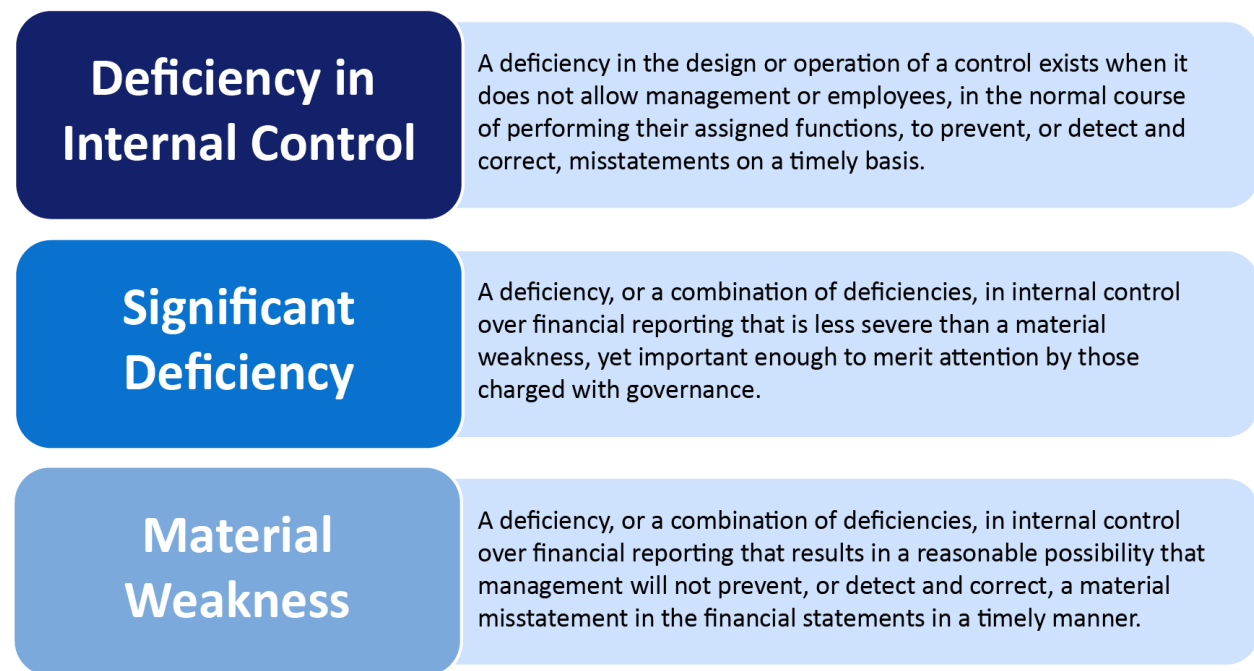 Deficiency in
Internal Control
A deficiency in the design or operation of a control exists when it
does not allow management or employees, in the normal course
of performing their assigned functions, to prevent, or detect and
correct, misstatements on a timely basis.
Significant
Deficiency
A deficiency, or a combination of deficiencies, in internal control
over financial reporting that is less severe than a material
weakness, yet important enough to merit attention by those
charged with governance.
Material
Weakness
A deficiency, or a combination of deficiencies, in internal control
over financial reporting that results in a reasonable possibility that
management will not prevent, or detect and correct, a material
misstatement in the financial statements in a timely manner.